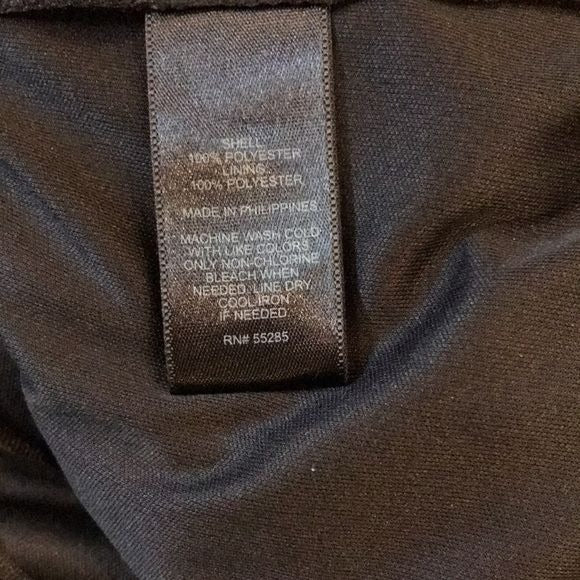 SHELL:
100% POLYESTER
LINING:
100% POLYESTER
MADE IN PHILIPPINES
MACHINE WASH COLD
WITH LIKE COLORS
ONLY NON-CHLORINE
BLEACH WHEN
NEEDED. LINE DRY.
COOL IRON
IF NEEDED
RN# 55285